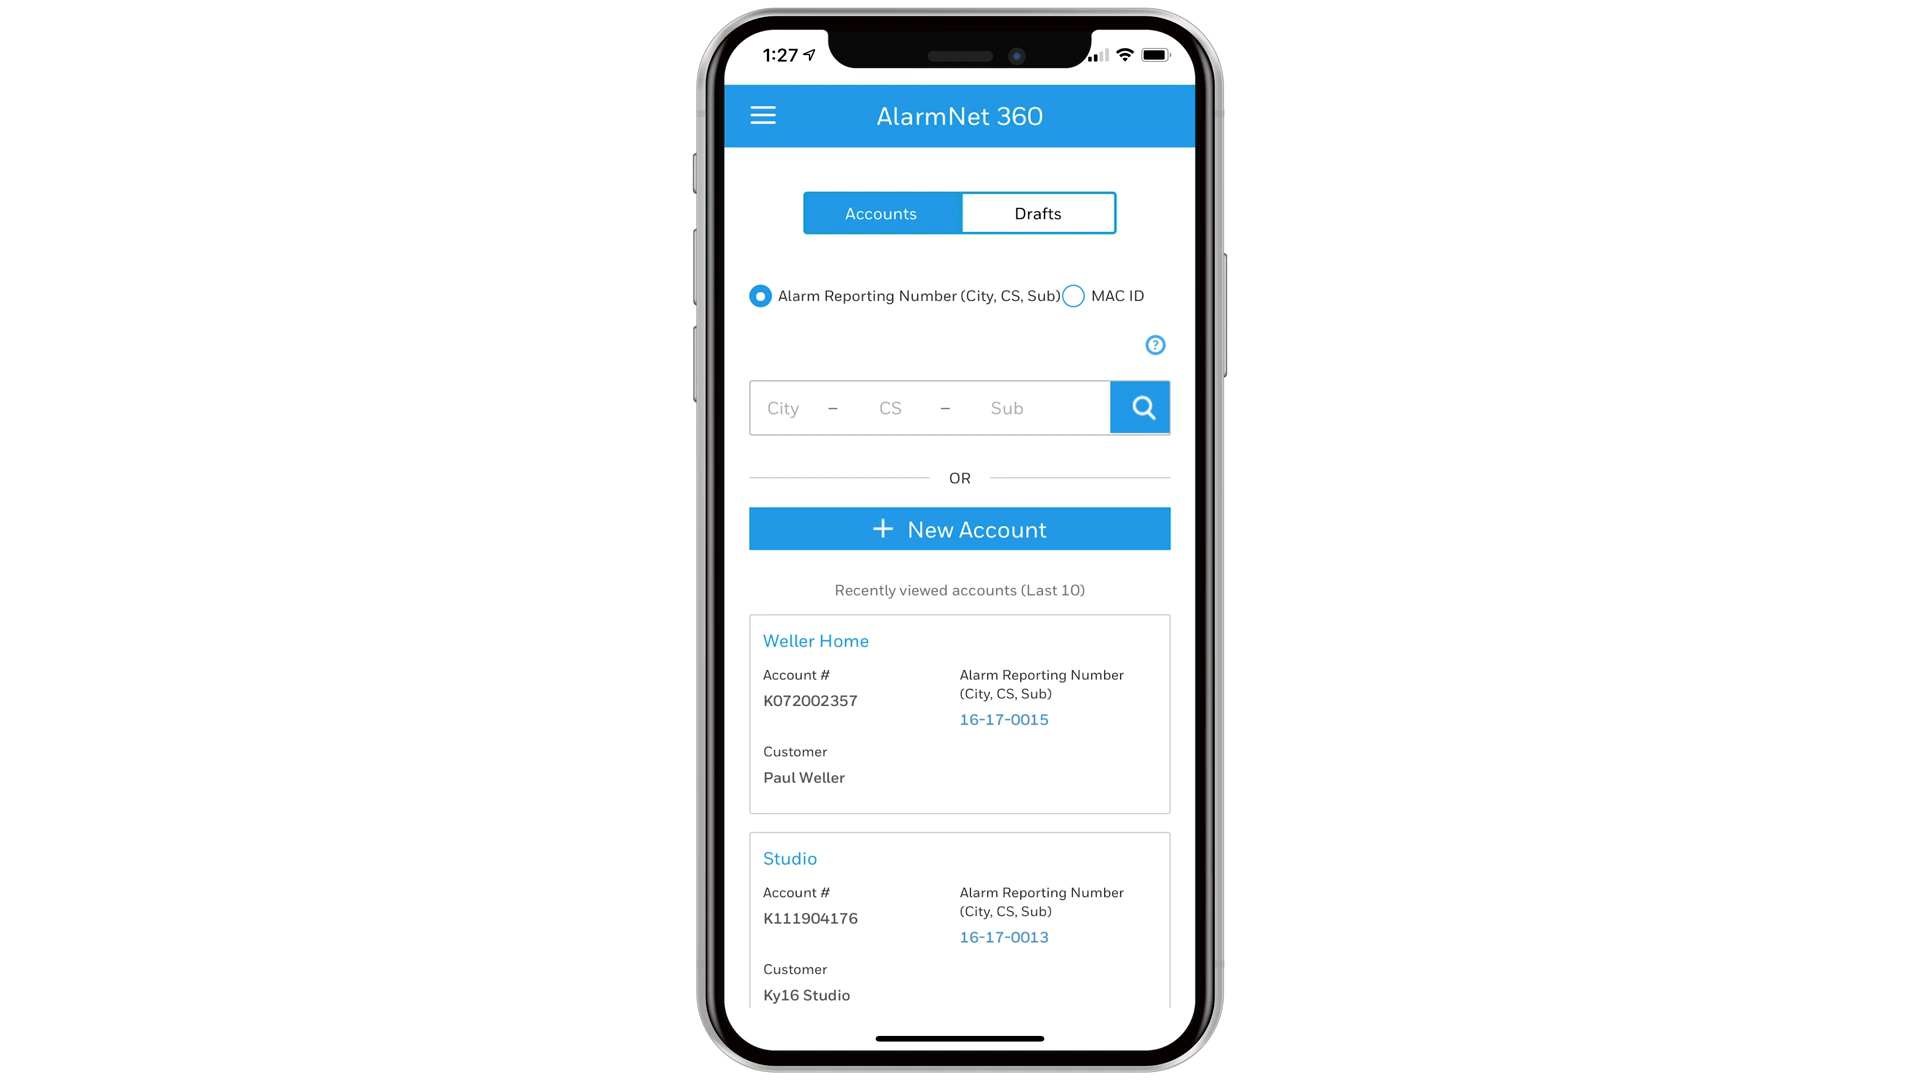 1:27
AlarmNet 360
Accounts Drafts
Alarm Reporting Number (City, CS, Sub) MAC ID
?
City – CS – Sub
OR
+ New Account
Recently viewed accounts (Last 10)
Weller Home
Account # Alarm Reporting Number
(City, CS, Sub)
K072002357
16-17-0015
Customer
Paul Weller
Studio
Account # Alarm Reporting Number
(City, CS, Sub)
K111904176
16-17-0013
Customer
Ky16 Studio